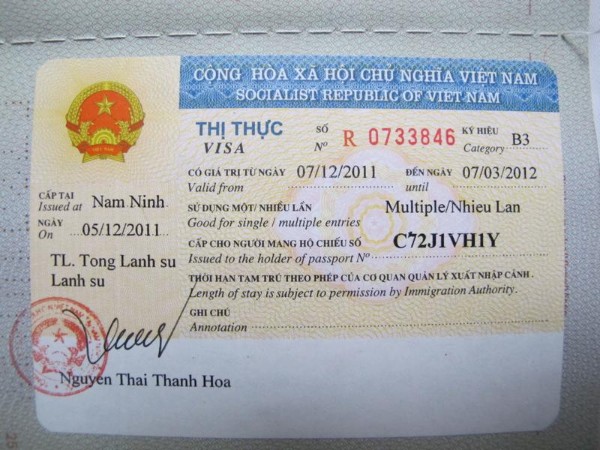 CỘNG HÒA XÃ HỘI CHỦ NGHĨA VIỆT NAM
SOCIALIST REPUBLIC OF VIET-NAM
THỊ THỰC
VISA
SỐ
Nº R 0733846
KÝ HIỆU
Category B3
CÓ GIÁ TRỊ TỪ NGÀY 07/12/2011 ĐẾN NGÀY 07/03/2012
Valid from until
CẤP TẠI
Issued at Nam Ninh
NGÀY
On 05/12/2011
SỬ DỤNG MỘT/ NHIỀU LẦN Multiple/Nhieu Lan
Good for single / multiple entries
CẤP CHO NGƯỜI MANG HỘ CHIẾU SỐ C72J1VH1Y
Issued to the holder of passport Nº
TL. Tong Lanh su
Lanh su
THỜI HẠN TẠM TRÚ THEO PHÉP CỦA CƠ QUAN QUẢN LÝ XUẤT NHẬP CẢNH.
Length of stay is subject to permission by Immigration Authority.
GHI CHÚ
Annotation
Nguyen Thai Thanh Hoa
25